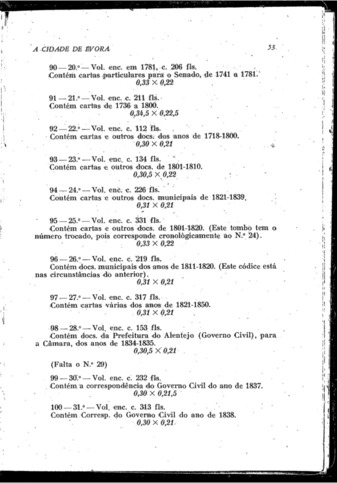 A CIDADE DE ÉVORA 53
90 — 20.º — Vol. enc. em 1781, c. 206 fls.
Contém cartas particulares para o Senado, de 1741 a 1781.
0,33 × 0,22
91 — 21.º — Vol. enc. c. 211 fls.
Contém cartas de 1736 a 1800.
0,34,5 × 0,22,5
92 — 22.º — Vol. enc. c. 112 fls.
Contém cartas e outros docs. dos anos de 1718-1800.
0,30 × 0,21
93 — 23.º — Vol. enc. c. 134 fls.
Contém cartas e outros docs. de 1801-1810.
0,30,5 × 0,22
94 — 24.º — Vol. enc. c. 226 fls.
Contém cartas e outros docs. municipais de 1821-1839.
0,31 × 0,21
95 — 25.º — Vol. enc. c. 331 fls.
Contém cartas e outros docs. de 1801-1820. (Este tombo tem o
número trocado, pois corresponde cronològicamente ao N.º 24).
0,33 × 0,22
96 — 26.º — Vol. enc. c. 219 fls.
Contém docs. municipais dos anos de 1811-1820. (Este códice está
nas circunstâncias do anterior).
0,31 × 0,21
97 — 27.º — Vol. enc. c. 317 fls.
Contém cartas várias dos anos de 1821-1850.
0,31 × 0,21
98 — 28.º — Vol. enc. c. 153 fls.
Contém docs. da Prefeitura do Alentejo (Governo Civil), para
a Câmara, dos anos de 1834-1835.
0,30,5 × 0,21
(Falta o N.º 29)
99 — 30.º — Vol. enc. c. 232 fls.
Contém a correspondência do Governo Civil do ano de 1837.
0,30 × 0,21,5
100 — 31.º — Vol. enc. c. 313 fls.
Contém Corresp. do Governo Civil do ano de 1838.
0,30 × 0,21